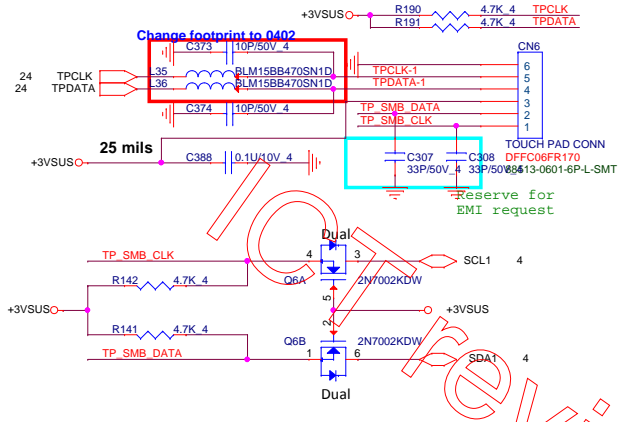 +3VSUS
R190 4.7K_4 TPCLK
R191 4.7K_4 TPDATA
Change footprint to 0402
C373 10P/50V_4
CN6
24 TPCLK L35 BLM15BB470SN1D TPCLK-1
24 TPDATA L36 BLM15BB470SN1D TPDATA-1
6
5
4
3
2
1
C374 10P/50V_4
TP_SMB_DATA
TP_SMB_CLK
25 mils
+3VSUS
C388 0.1U/10V_4
C307
33P/50V_4
C308
33P/50V_4
TOUCH PAD CONN
DFFC06FR170
88513-0601-6P-L-SMT
Reserve for
EMI request
Dual
TP_SMB_CLK 4 3 SCL1 4
Q6A 2N7002KDW
R142 4.7K_4
5
+3VSUS
+3VSUS
2
R141 4.7K_4
Q6B 2N7002KDW
TP_SMB_DATA 1 6 SDA1 4
Dual